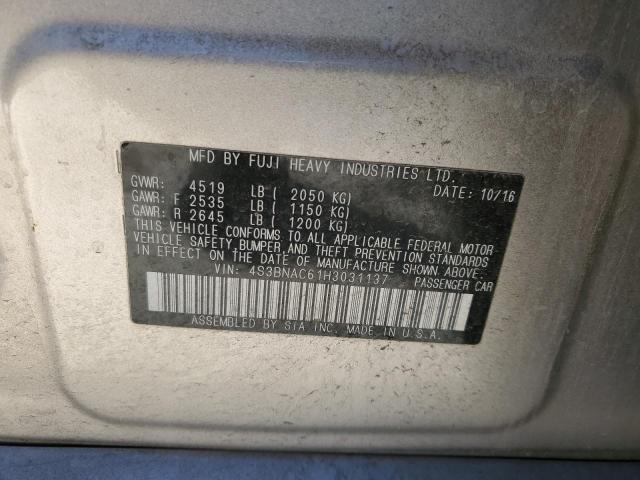 MFD BY FUJI HEAVY INDUSTRIES LTD.
GVWR: 4519 LB ( 2050 KG) DATE: 10/16
GAWR: F 2535 LB ( 1150 KG)
GAWR: R 2645 LB ( 1200 KG)
THIS VEHICLE CONFORMS TO ALL APPLICABLE FEDERAL MOTOR
VEHICLE SAFETY, BUMPER, AND THEFT PREVENTION STANDARDS
IN EFFECT ON THE DATE OF MANUFACTURE SHOWN ABOVE.
VIN: 4S3BNAC61H3031137 PASSENGER CAR
ASSEMBLED BY SIA INC. MADE IN U.S.A.